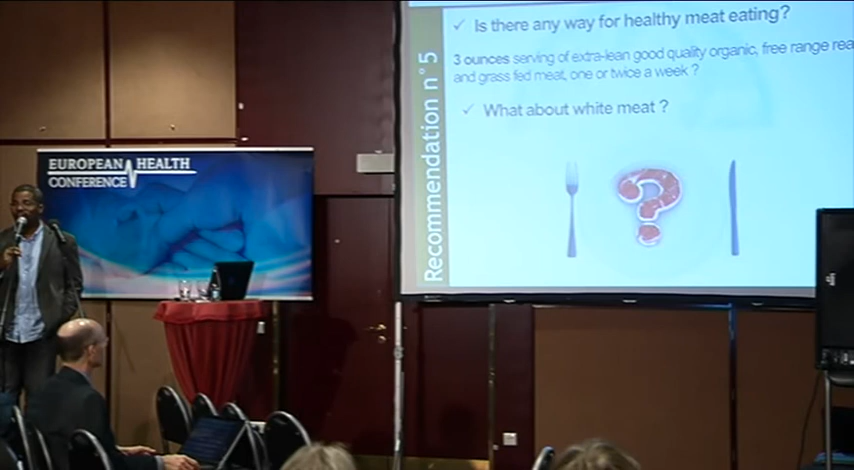 ✓ Is there any way for healthy meat eating?
3 ounces serving of extra-lean good quality organic, free range rea
and grass fed meat, one or twice a week ?
✓ What about white meat ?
Recommendation n°5
EUROPEAN HEALTH
CONFERENCE